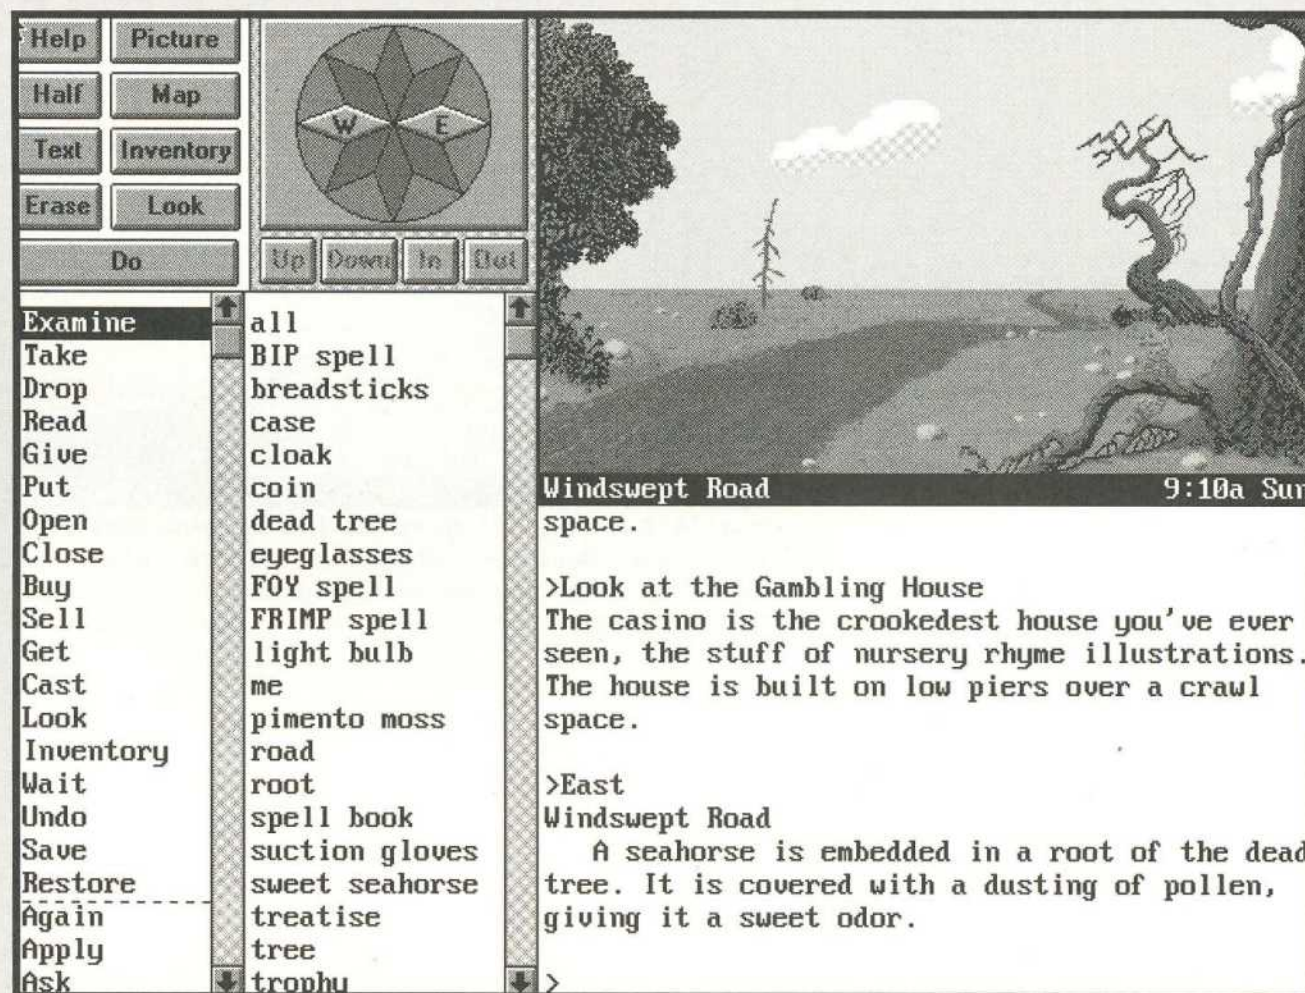 Help Picture
Half Map
Text Inventory
Erase Look
Do
W E
Up Down In Out
Examine
Take
Drop
Read
Give
Put
Open
Close
Buy
Sell
Get
Cast
Look
Inventory
Wait
Undo
Save
Restore
Again
Apply
Ask
all
BIP spell
breadsticks
case
cloak
coin
dead tree
eyeglasses
FOY spell
FRIMP spell
light bulb
me
pimento moss
road
root
spell book
suction gloves
sweet seahorse
treatise
tree
trophy
Windswept Road 9:10a Sun
space.
>Look at the Gambling House
The casino is the crookedest house you've ever
seen, the stuff of nursery rhyme illustrations.
The house is built on low piers over a crawl
space.
>East
Windswept Road
A seahorse is embedded in a root of the dead
tree. It is covered with a dusting of pollen,
giving it a sweet odor.
>